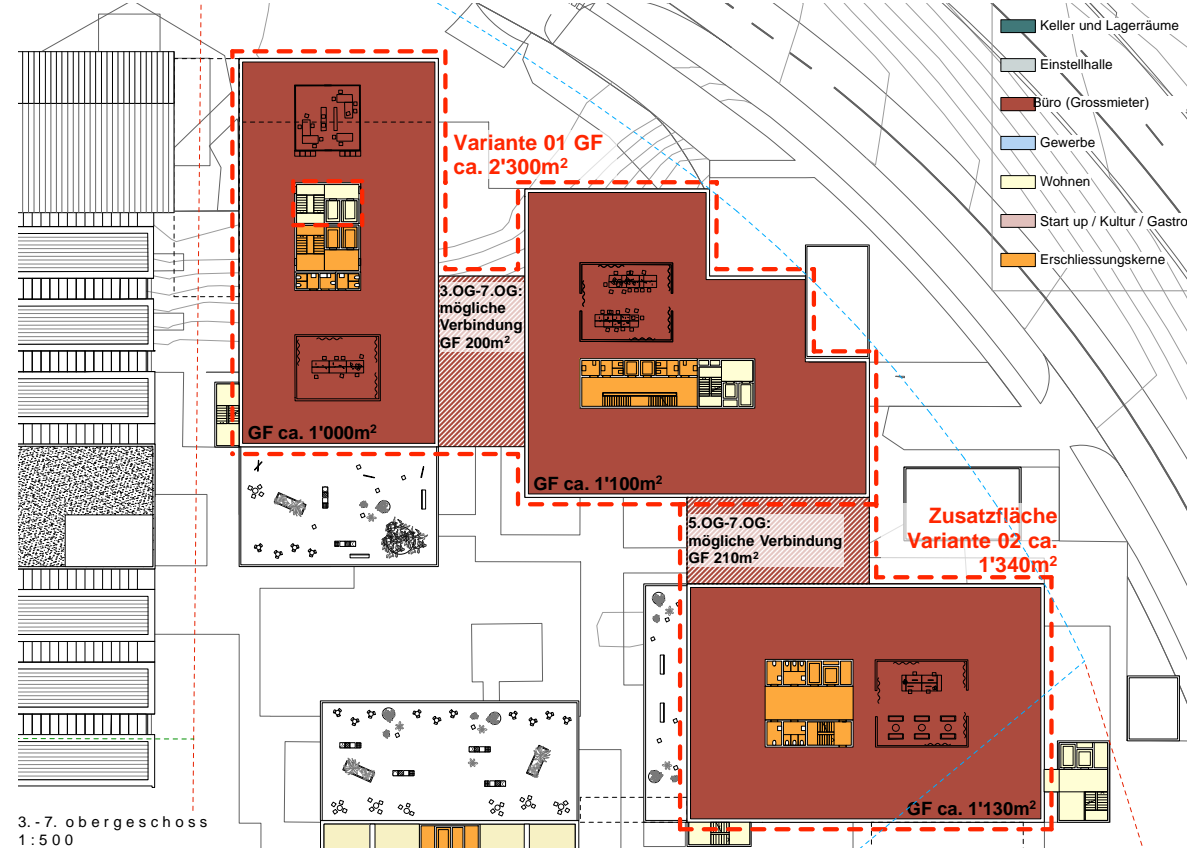 Keller und Lagerräume
Einstellhalle
Büro (Grossmieter)
Gewerbe
Wohnen
Start up / Kultur / Gastro
Erschliessungskerne
Variante 01 GF
ca. 2'300m²
3.OG-7.OG:
mögliche
Verbindung
GF 200m²
GF ca. 1'000m²
GF ca. 1'100m²
5.OG-7.OG:
mögliche Verbindung
GF 210m²
Zusatzfläche
Variante 02 ca.
1'340m²
GF ca. 1'130m²
3.-7. obergeschoss
1:500